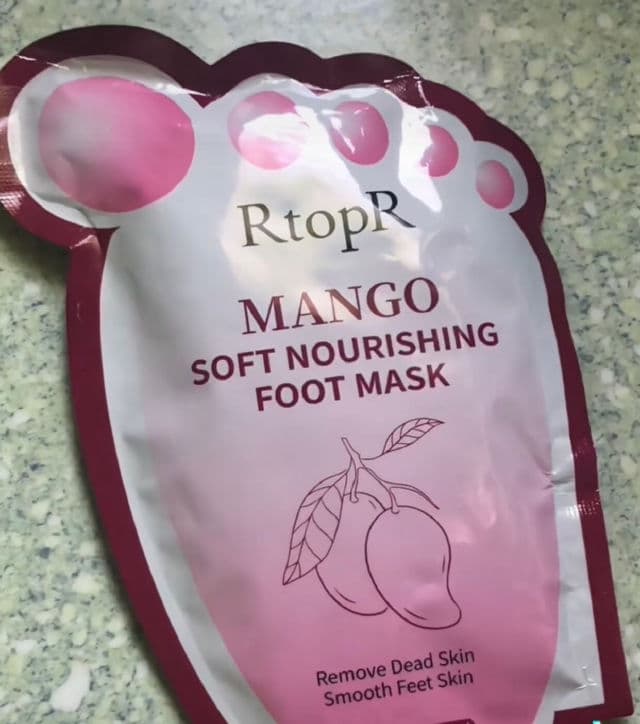 RtopR
MANGO
SOFT NOURISHING
FOOT MASK
Remove Dead Skin
Smooth Feet Skin